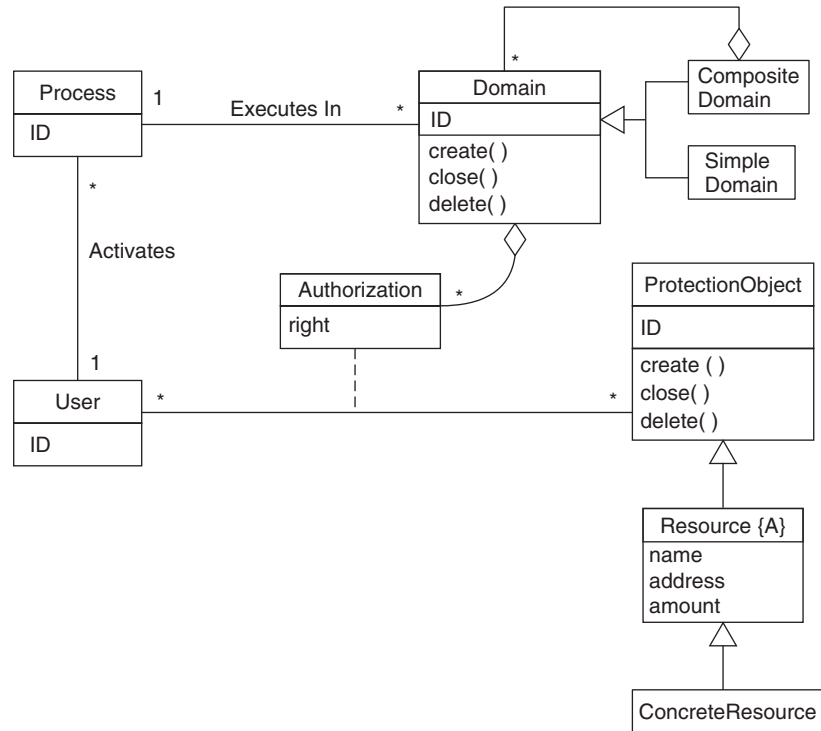 Process
ID
1
Executes In
*
*
Domain
ID
create( )
close( )
delete( )
Composite
Domain
Simple
Domain
*
Activates
1
Authorization
right
*
ProtectionObject
ID
create ( )
close( )
delete( )
User
ID
*
*
Resource {A}
name
address
amount
ConcreteResource